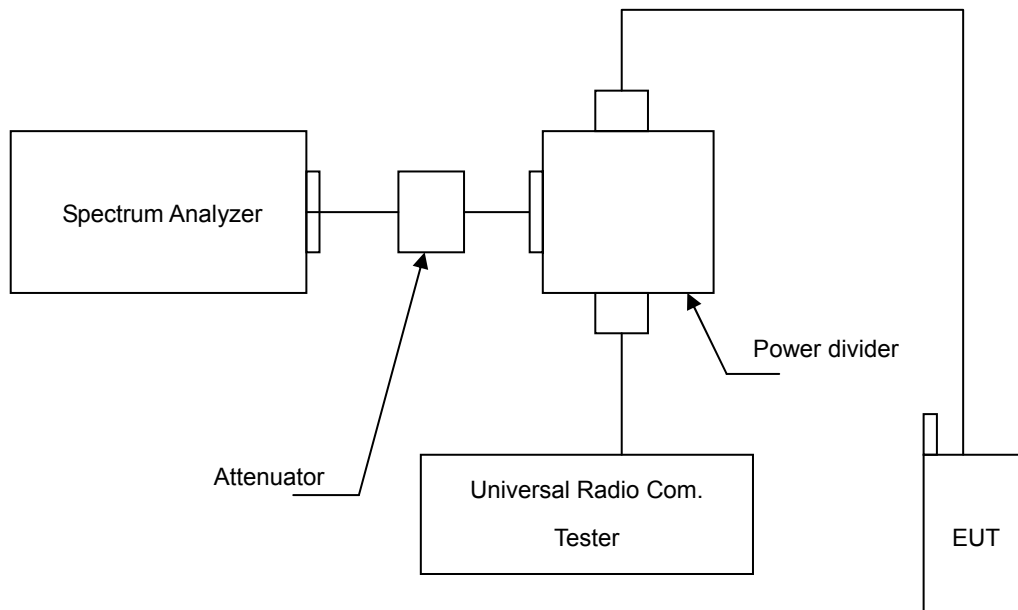 Spectrum Analyzer
Power divider
Attenuator
Universal Radio Com.
Tester
EUT